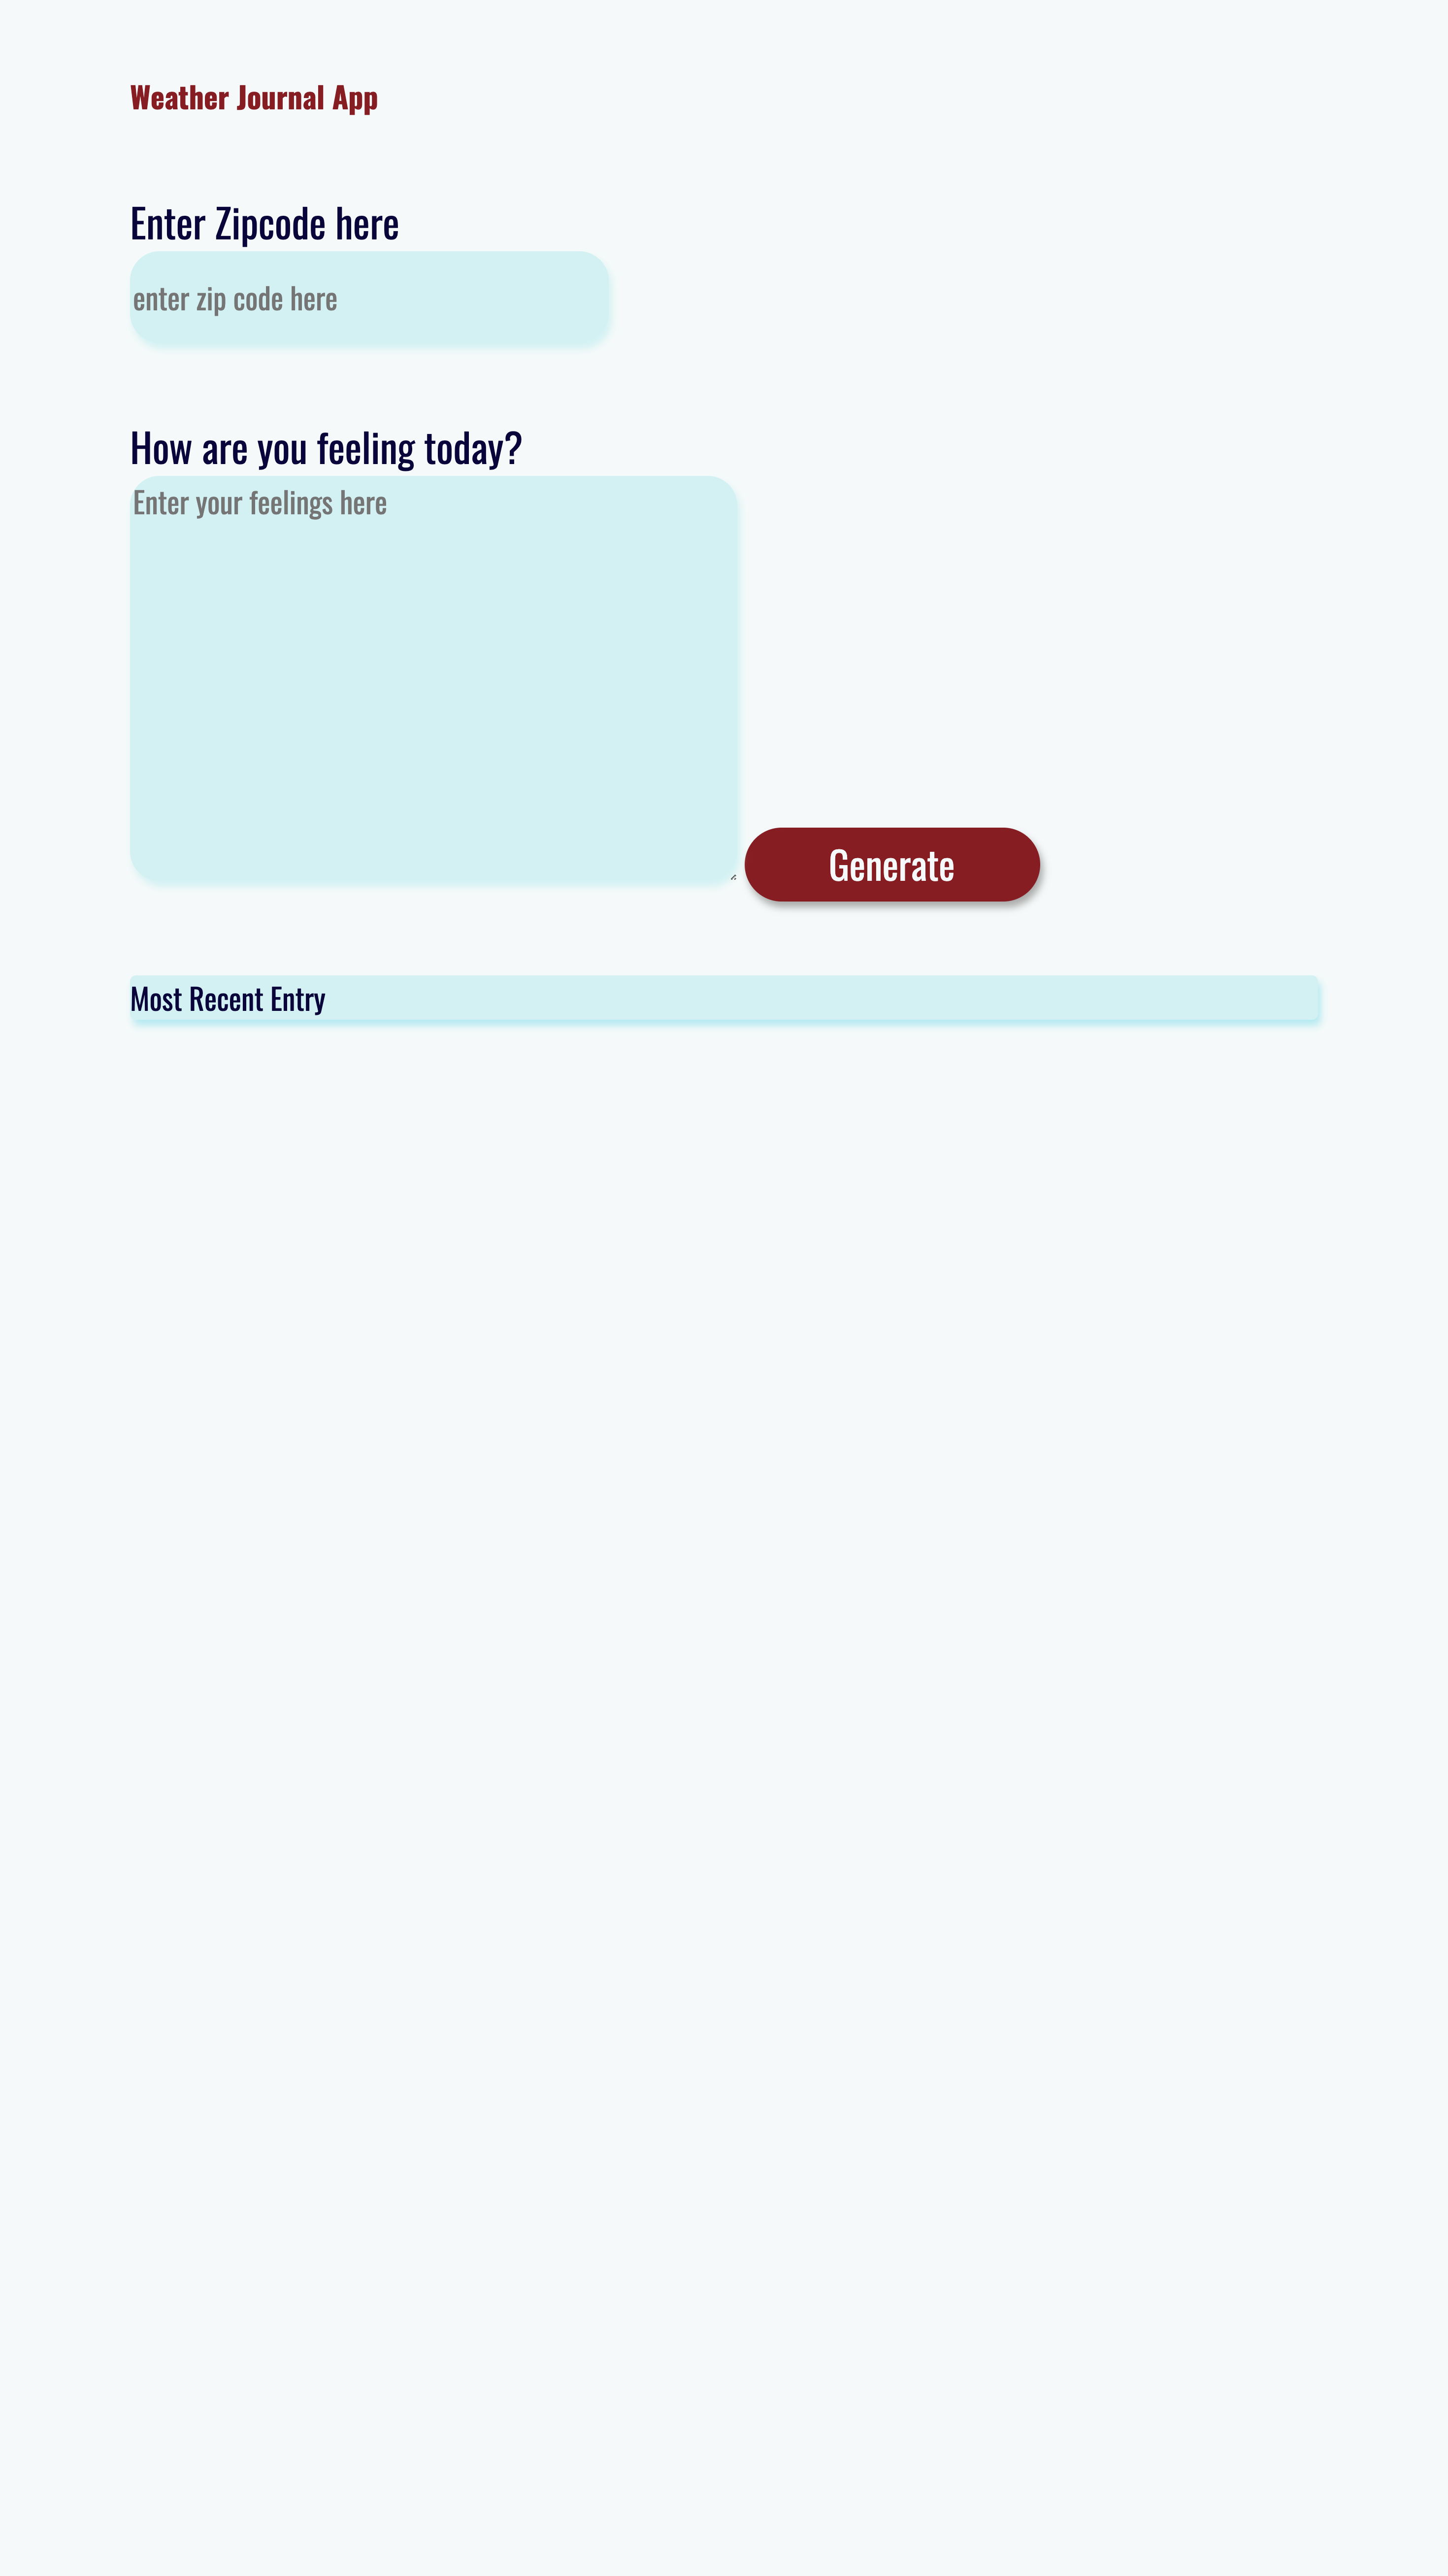 Weather Journal App
Enter Zipcode here
enter zip code here
How are you feeling today?
Enter your feelings here
Generate
Most Recent Entry